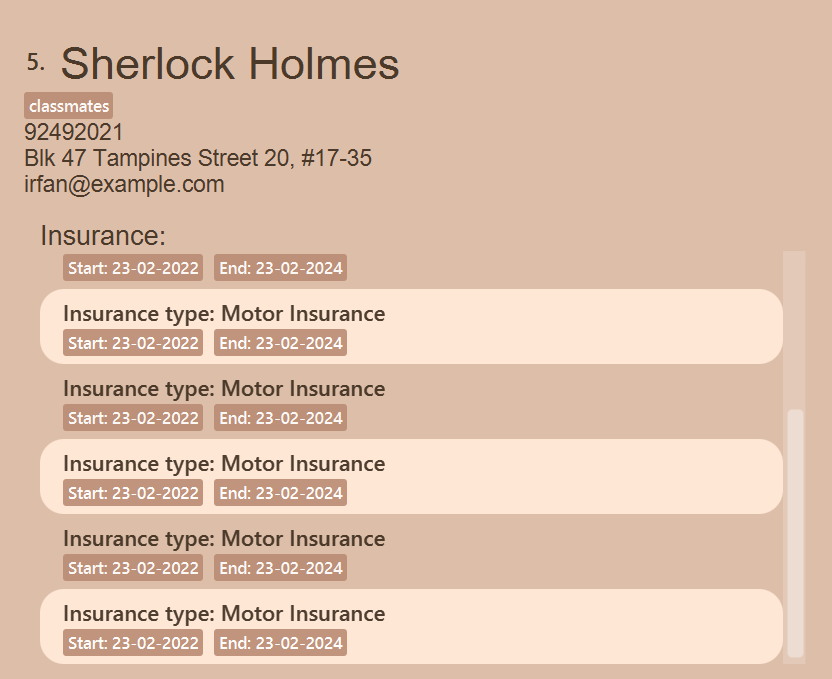 5. Sherlock Holmes
classmates
92492021
Blk 47 Tampines Street 20, #17-35
irfan@example.com
Insurance:
Start: 23-02-2022 End: 23-02-2024
Insurance type: Motor Insurance
Start: 23-02-2022 End: 23-02-2024
Insurance type: Motor Insurance
Start: 23-02-2022 End: 23-02-2024
Insurance type: Motor Insurance
Start: 23-02-2022 End: 23-02-2024
Insurance type: Motor Insurance
Start: 23-02-2022 End: 23-02-2024
Insurance type: Motor Insurance
Start: 23-02-2022 End: 23-02-2024